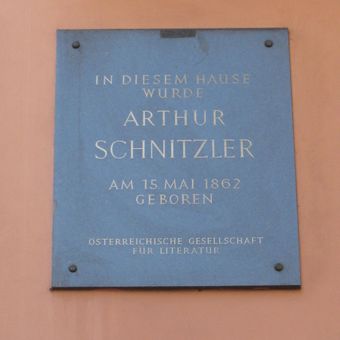 IN DIESEM HAUSE
WURDE
ARTHUR
SCHNITZLER
AM 15. MAI 1862
GEBOREN
ÖSTERREICHISCHE GESELLSCHAFT
FÜR LITERATUR